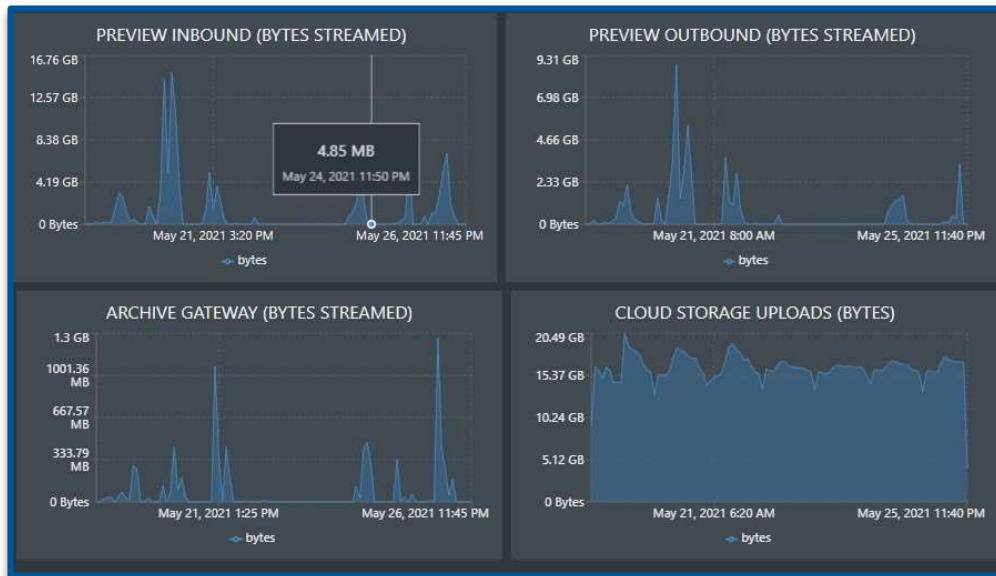 PREVIEW INBOUND (BYTES STREAMED)
16.76 GB
12.57 GB
8.38 GB
4.19 GB
0 Bytes
4.85 MB
May 24, 2021 11:50 PM
May 21, 2021 3:20 PM
May 26, 2021 11:45 PM
bytes
PREVIEW OUTBOUND (BYTES STREAMED)
9.31 GB
6.98 GB
4.66 GB
2.33 GB
0 Bytes
May 21, 2021 8:00 AM
May 25, 2021 11:40 PM
bytes
ARCHIVE GATEWAY (BYTES STREAMED)
1.3 GB
1001.36
MB
667.57
MB
333.79
MB
0 Bytes
May 21, 2021 1:25 PM
May 26, 2021 11:45 PM
bytes
CLOUD STORAGE UPLOADS (BYTES)
20.49 GB
15.37 GB
10.24 GB
5.12 GB
0 Bytes
May 21, 2021 6:20 AM
May 25, 2021 11:40 PM
bytes